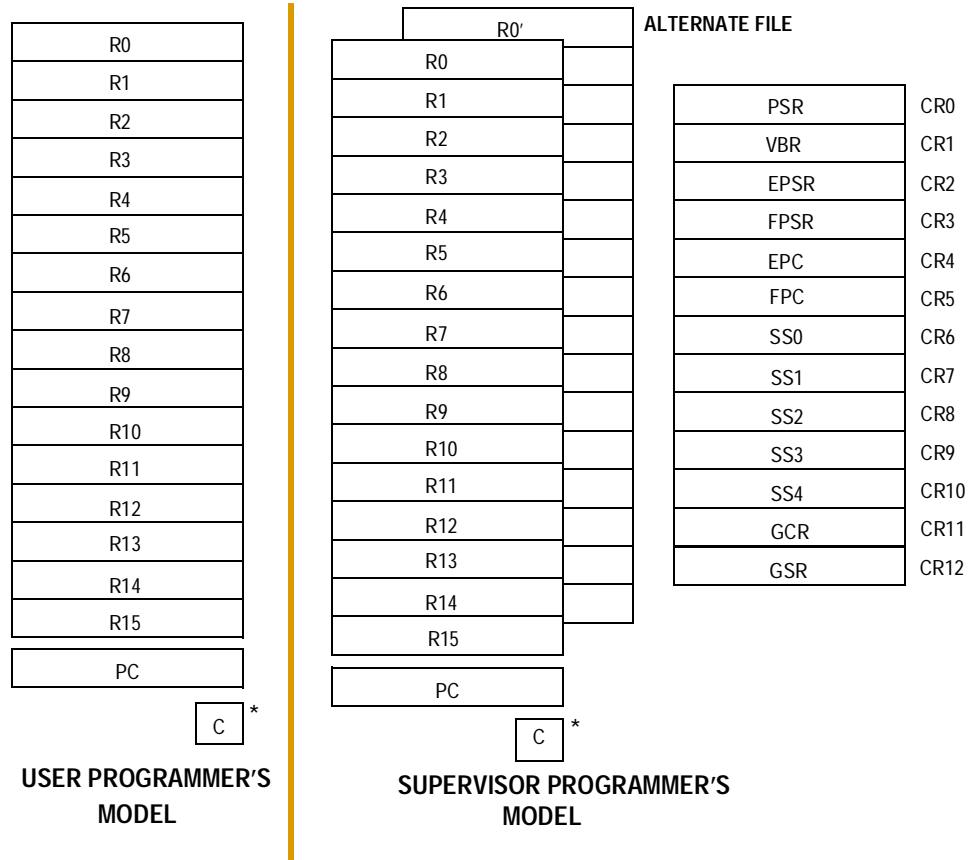 R0
R1
R2
R3
R4
R5
R6
R7
R8
R9
R10
R11
R12
R13
R14
R15
PC
C *
USER PROGRAMMER'S
MODEL
R0′ ALTERNATE FILE
R0
R1
R2
R3
R4
R5
R6
R7
R8
R9
R10
R11
R12
R13
R14
R15
PC
C *
SUPERVISOR PROGRAMMER'S
MODEL
PSR CR0
VBR CR1
EPSR CR2
FPSR CR3
EPC CR4
FPC CR5
SS0 CR6
SS1 CR7
SS2 CR8
SS3 CR9
SS4 CR10
GCR CR11
GSR CR12